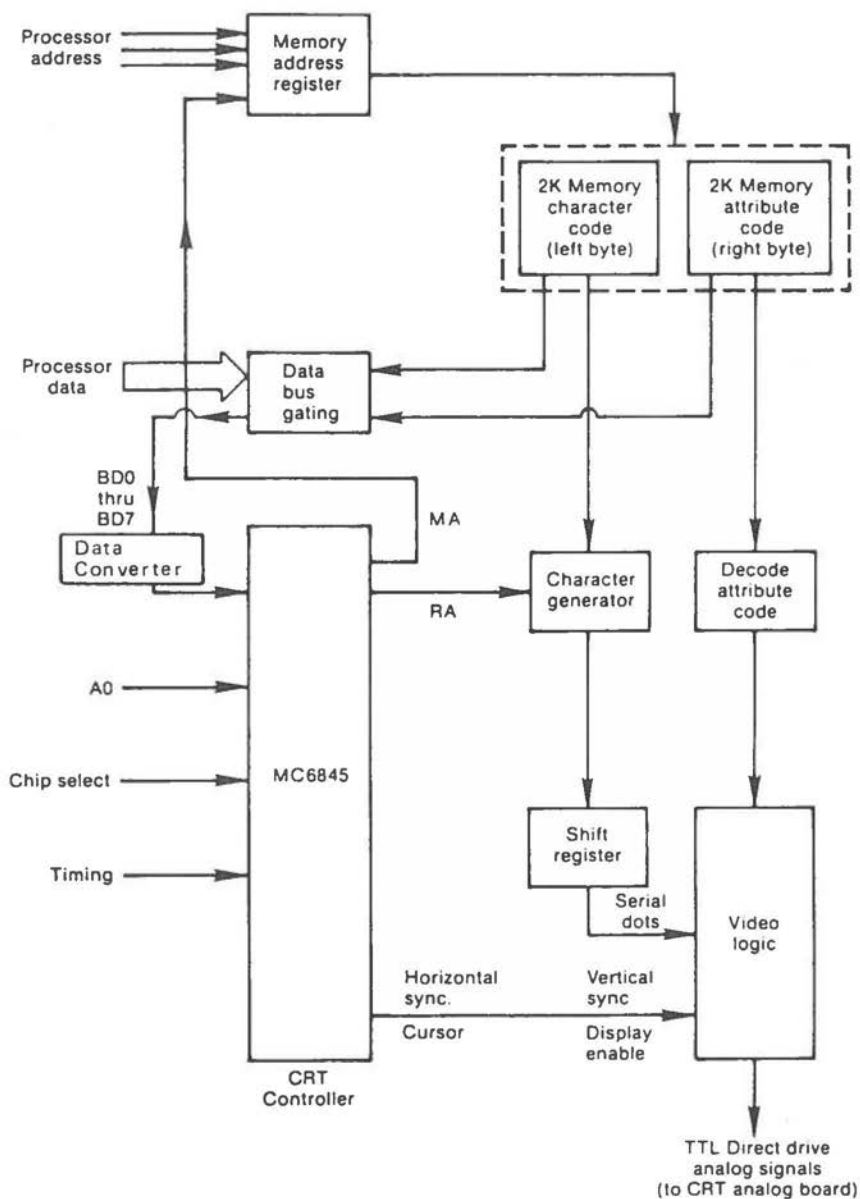 Processor
address
Memory
address
register
2K Memory
character
code
(left byte)
2K Memory
attribute
code
(right byte)
Processor
data
Data
bus
gating
BD0
thru
BD7
MA
Data
Converter
RA
Character
generator
Decode
attribute
code
A0
MC6845
Chip select
Shift
register
Timing
Serial
dots
Video
logic
Horizontal
sync.
Vertical
sync
Cursor
Display
enable
CRT
Controller
TTL Direct drive
analog signals
(to CRT analog board)